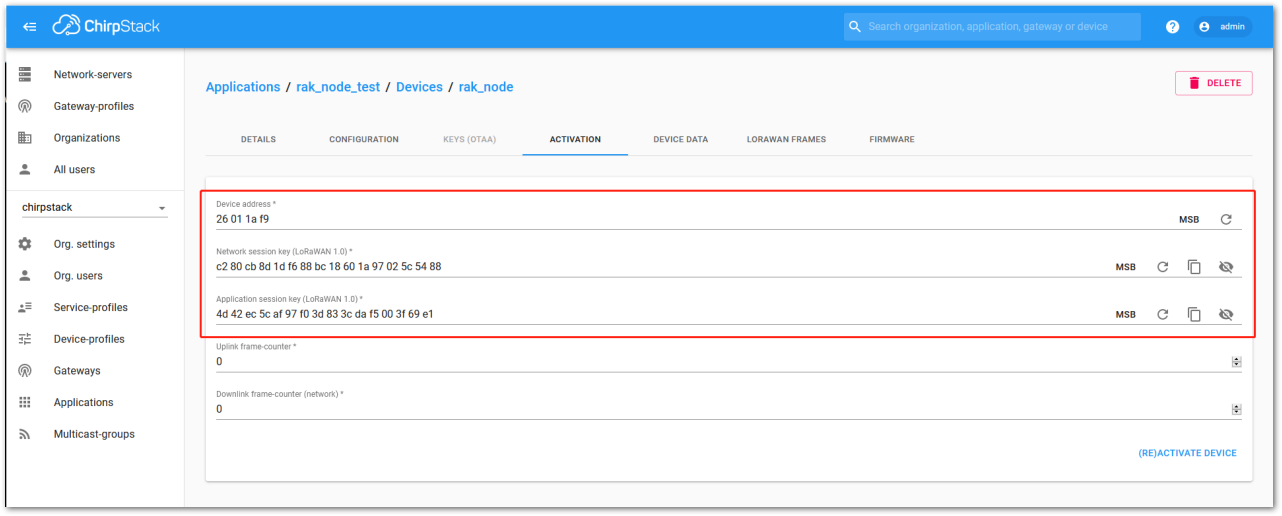 ChirpStack
Search organization, application, gateway or device
? admin
Network-servers
Gateway-profiles
Organizations
All users
chirpstack
Org. settings
Org. users
Service-profiles
Device-profiles
Gateways
Applications
Multicast-groups
Applications / rak_node_test / Devices / rak_node
DELETE
DETAILS CONFIGURATION KEYS (OTAA) ACTIVATION DEVICE DATA LORAWAN FRAMES FIRMWARE
Device address *
26 01 1a f9 MSB
Network session key (LoRaWAN 1.0) *
c2 80 cb 8d 1d f6 88 bc 18 60 1a 97 02 5c 54 88 MSB
Application session key (LoRaWAN 1.0) *
4d 42 ec 5c af 97 f0 3d 83 3c da f5 00 3f 69 e1 MSB
Uplink frame-counter *
0
Downlink frame-counter (network) *
0
(RE)ACTIVATE DEVICE